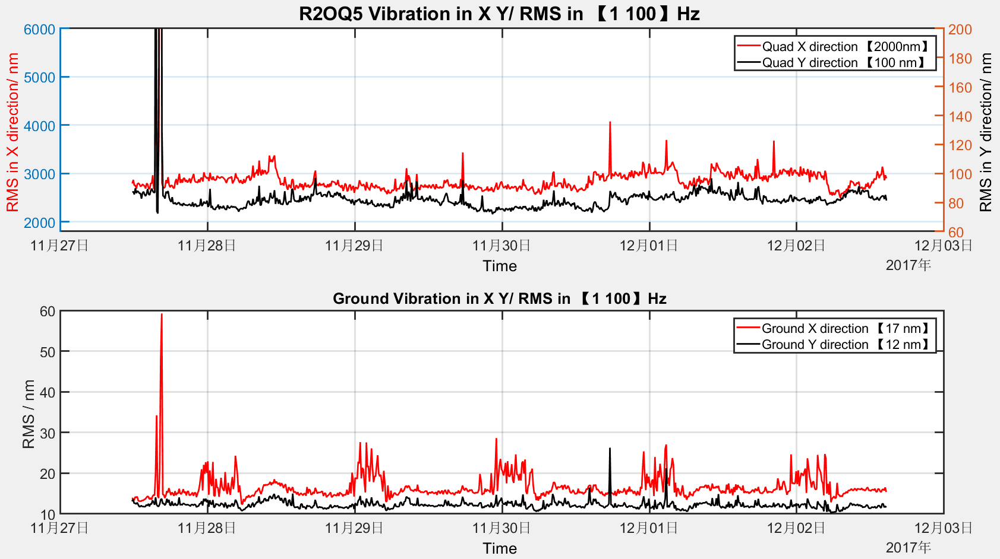 R2OQ5 Vibration in X Y/ RMS in 【1 100】Hz
6000
5000
4000
3000
2000
RMS in X direction/ nm
200
180
160
140
120
100
80
60
RMS in Y direction/ nm
Quad X direction 【2000nm】
Quad Y direction 【100 nm】
11月27日 11月28日 11月29日 11月30日 12月01日 12月02日 12月03日
Time
2017年
Ground Vibration in X Y/ RMS in 【1 100】Hz
60
50
40
30
20
10
RMS / nm
Ground X direction 【17 nm】
Ground Y direction 【12 nm】
11月27日 11月28日 11月29日 11月30日 12月01日 12月02日 12月03日
Time
2017年